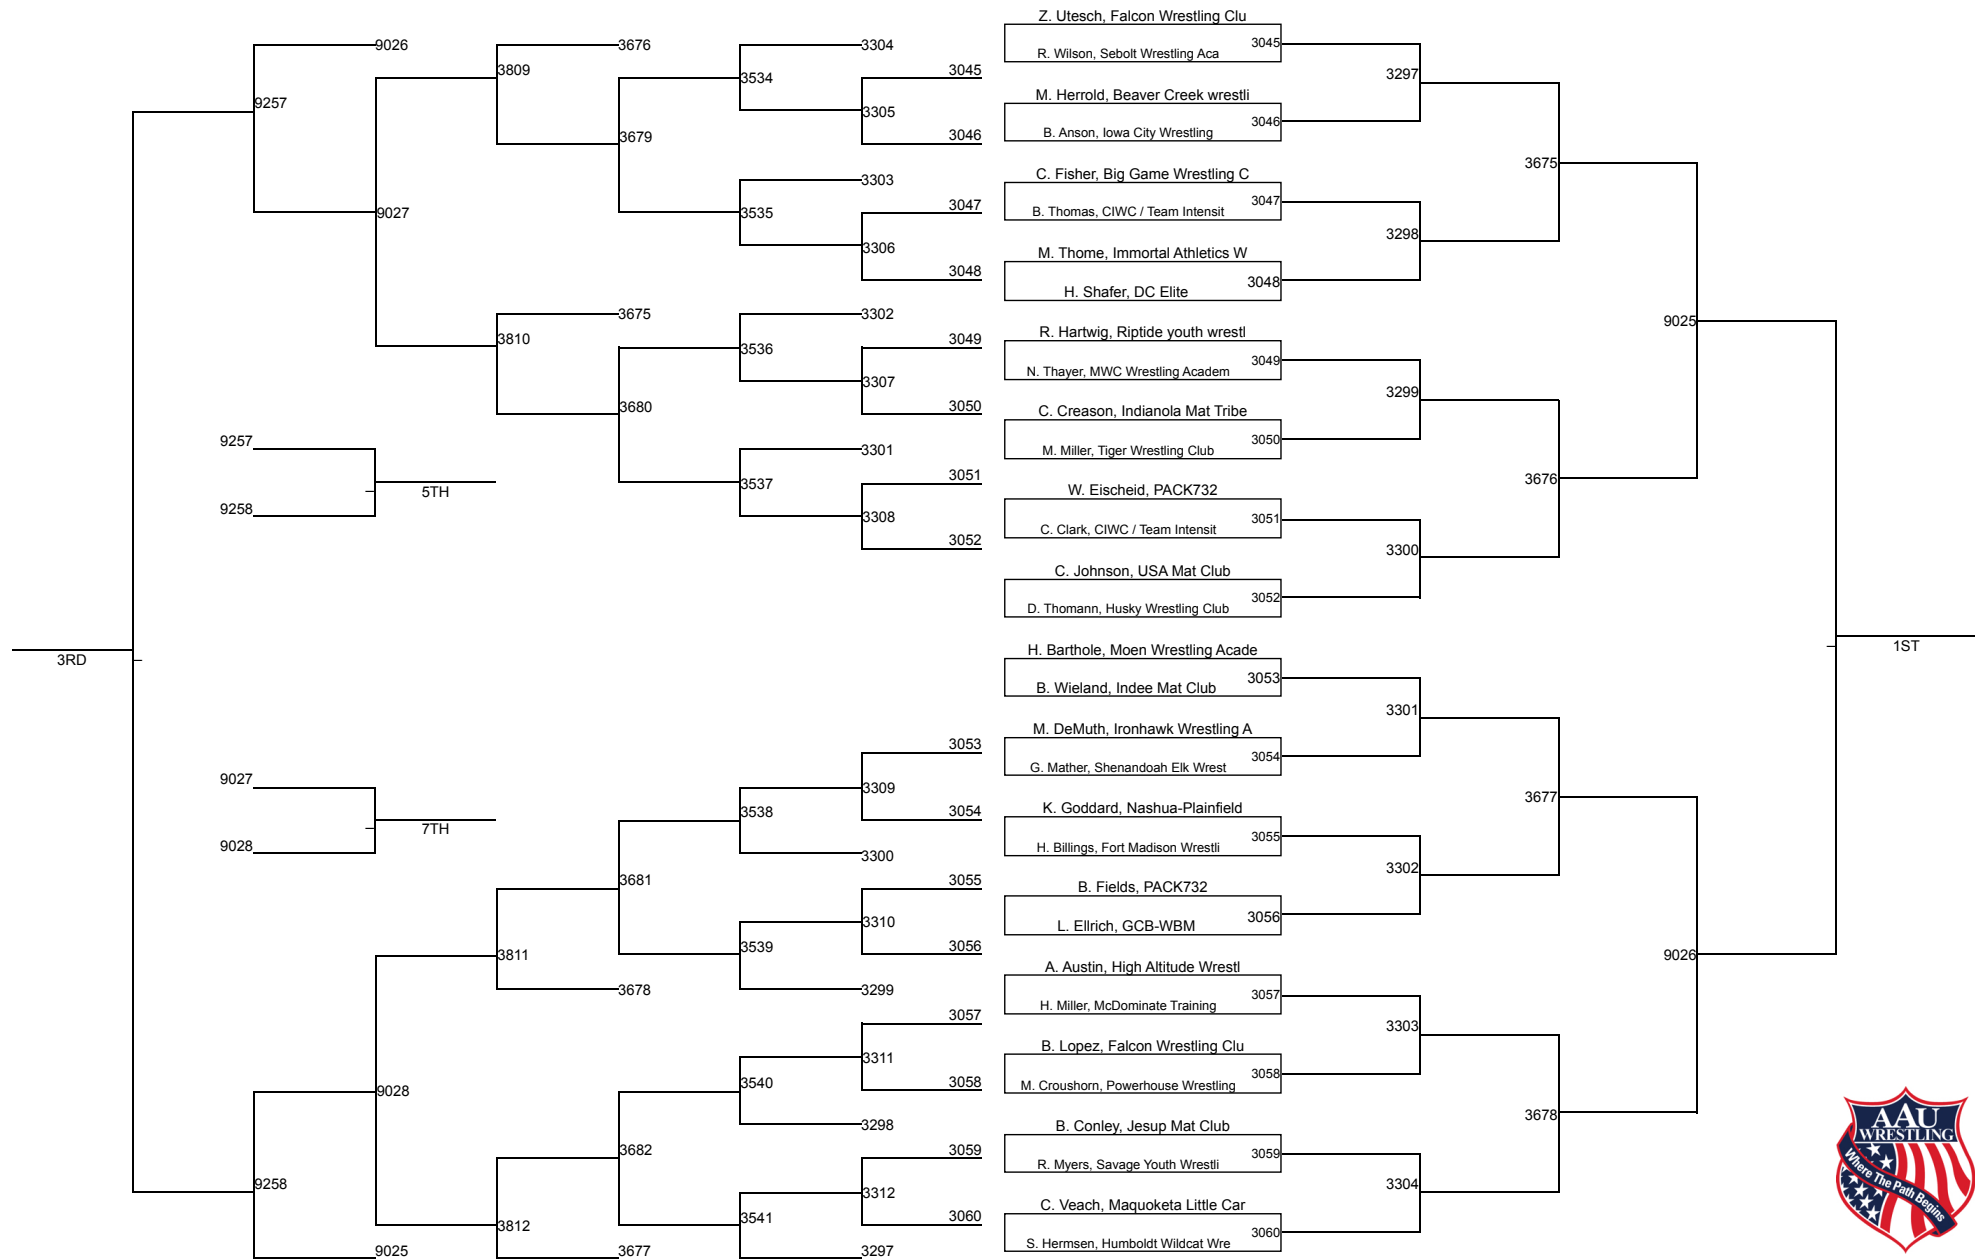 Z. Utesch, Falcon Wrestling Clu
3045
R. Wilson, Sebolt Wrestling Aca
M. Herrold, Beaver Creek wrestli
3046
B. Anson, Iowa City Wrestling
C. Fisher, Big Game Wrestling C
3047
B. Thomas, CIWC / Team Intensit
M. Thome, Immortal Athletics W
3048
H. Shafer, DC Elite
R. Hartwig, Riptide youth wrestl
3049
N. Thayer, MWC Wrestling Academ
C. Creason, Indianola Mat Tribe
3050
M. Miller, Tiger Wrestling Club
W. Eischeid, PACK732
3051
C. Clark, CIWC / Team Intensit
C. Johnson, USA Mat Club
3052
D. Thomann, Husky Wrestling Club
H. Barthole, Moen Wrestling Acade
3053
B. Wieland, Indee Mat Club
M. DeMuth, Ironhawk Wrestling A
3054
G. Mather, Shenandoah Elk Wrest
K. Goddard, Nashua-Plainfield
3055
H. Billings, Fort Madison Wrestli
B. Fields, PACK732
3056
L. Ellrich, GCB-WBM
A. Austin, High Altitude Wrestl
3057
H. Miller, McDominate Training
B. Lopez, Falcon Wrestling Clu
3058
M. Croushorn, Powerhouse Wrestling
B. Conley, Jesup Mat Club
3059
R. Myers, Savage Youth Wrestli
C. Veach, Maquoketa Little Car
3060
S. Hermsen, Humboldt Wildcat Wre
3297
3298
3299
3300
3301
3302
3303
3304
3675
3676
3677
3678
9025
9026
1ST
3045
3046
3047
3048
3049
3050
3051
3052
3053
3054
3055
3056
3057
3058
3059
3060
3304
3305
3303
3306
3302
3307
3301
3308
3309
3300
3310
3299
3311
3298
3312
3297
3534
3535
3536
3537
3538
3539
3540
3541
3676
3679
3675
3680
3681
3678
3682
3677
3809
3810
3811
3812
9026
9027
9028
9025
9257
9258
9257
9258
5TH
9027
9028
7TH
3RD
AAU
WRESTLING
Where The Path Begins